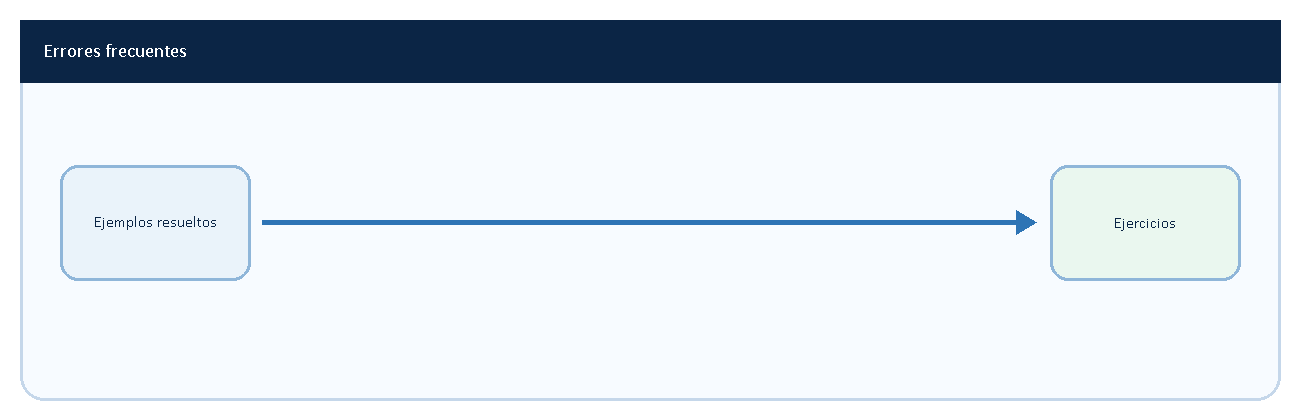 Errores frecuentes
Ejemplos resueltos
Ejercicios